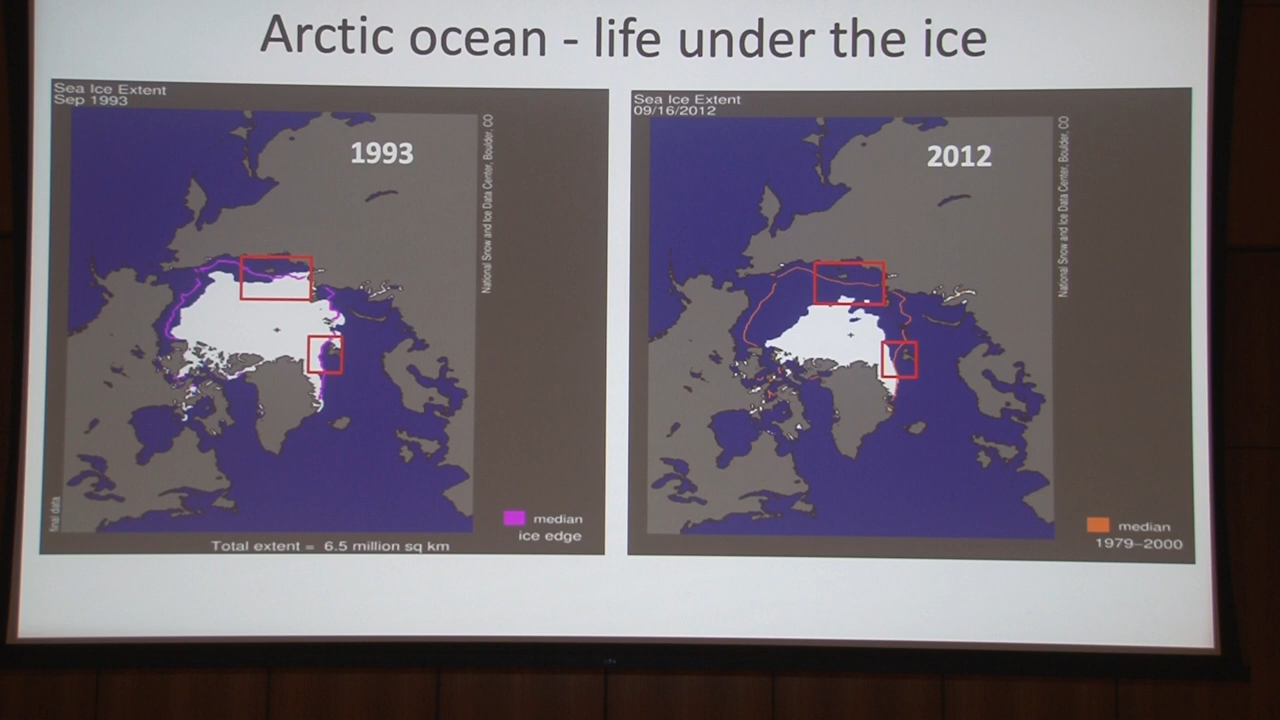 Arctic ocean - life under the ice
Sea Ice Extent
Sep 1993
1993
National Snow and Ice Data Center, Boulder, CO
final data
median
ice edge
Total extent = 6.5 million sq km
Sea Ice Extent
09/16/2012
2012
National Snow and Ice Data Center, Boulder, CO
median
1979–2000